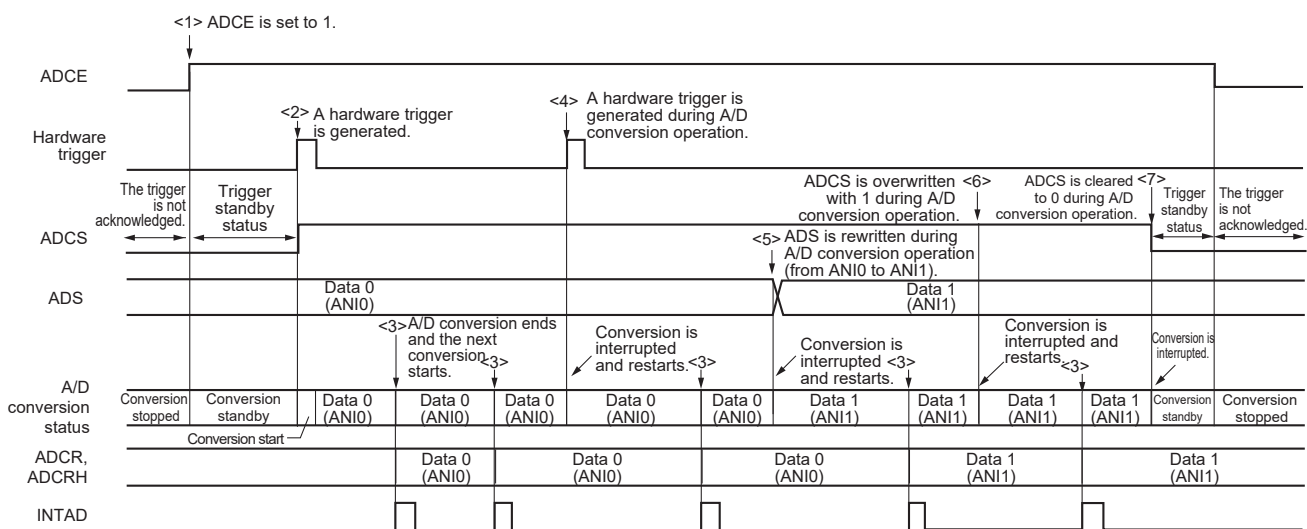 <1> ADCE is set to 1.
ADCE
<2> A hardware trigger
is generated.
<4> A hardware trigger is
generated during A/D
conversion operation.
Hardware
trigger
The trigger
is not
acknowledged.
Trigger
standby
status
ADCS is overwritten <6>
with 1 during A/D
conversion operation.
ADCS is cleared <7>
to 0 during A/D
conversion operation.
Trigger
standby
status
The trigger
is not
acknowledged.
ADCS
<5> ADS is rewritten during
A/D conversion operation
(from ANI0 to ANI1).
ADS
Data 0
(ANI0)
Data 1
(ANI1)
<3> A/D conversion ends
and the next
conversion
starts.
<3>
Conversion is
interrupted
and restarts.
<3>
Conversion is
interrupted
and restarts.
<3>
Conversion is
interrupted and
restarts.
<3>
Conversion is
interrupted.
A/D
conversion
status
Conversion
stopped
Conversion
standby
Conversion start
Data 0
(ANI0)
Data 0
(ANI0)
Data 0
(ANI0)
Data 0
(ANI0)
Data 0
(ANI0)
Data 1
(ANI1)
Data 1
(ANI1)
Data 1
(ANI1)
Data 1
(ANI1)
Conversion
standby
Conversion
stopped
ADCR,
ADCRH
Data 0
(ANI0)
Data 0
(ANI0)
Data 0
(ANI0)
Data 1
(ANI1)
Data 1
(ANI1)
INTAD